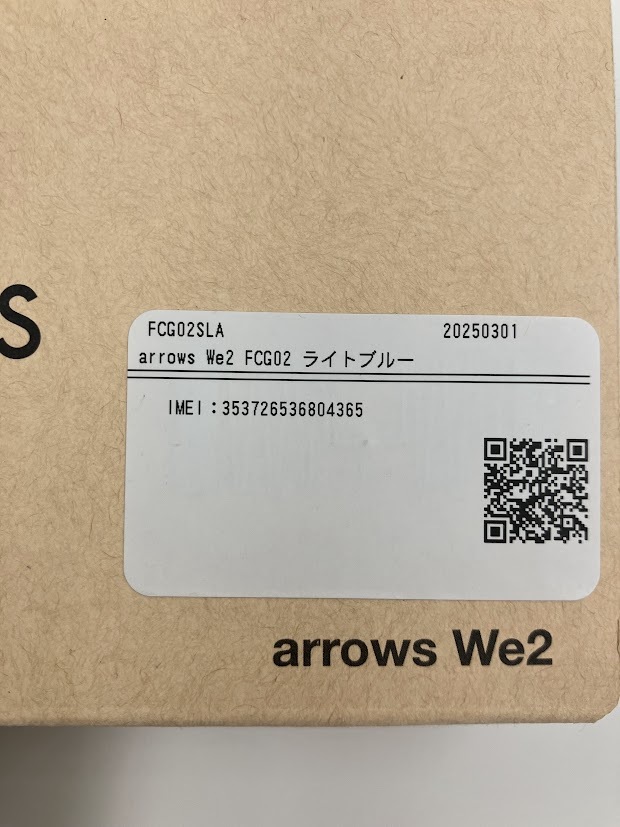 S
FCG02SLA 20250301
arrows We2 FCG02 ライトブルー
IMEI：353726536804365
arrows We2